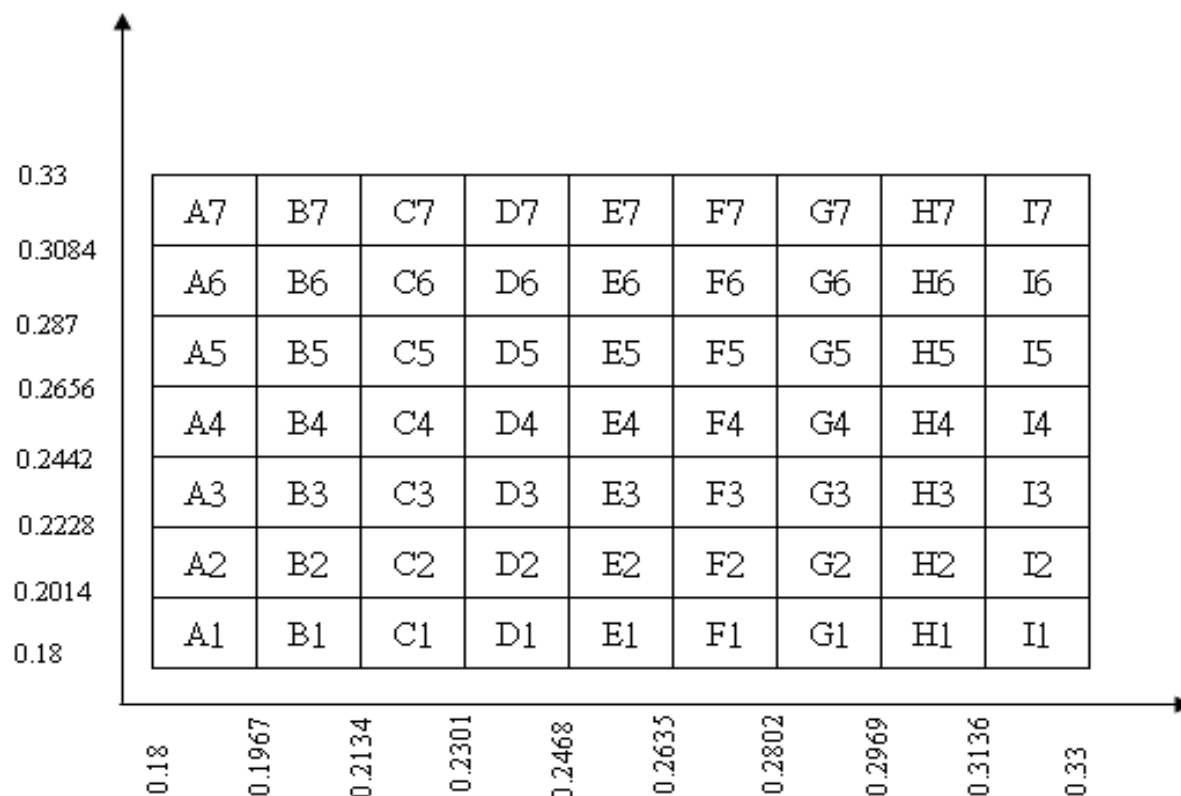 0.33
A7 B7 C7 D7 E7 F7 G7 H7 I7
0.3084
A6 B6 C6 D6 E6 F6 G6 H6 I6
0.287
A5 B5 C5 D5 E5 F5 G5 H5 I5
0.2656
A4 B4 C4 D4 E4 F4 G4 H4 I4
0.2442
A3 B3 C3 D3 E3 F3 G3 H3 I3
0.2228
A2 B2 C2 D2 E2 F2 G2 H2 I2
0.2014
A1 B1 C1 D1 E1 F1 G1 H1 I1
0.18
0.18 0.1967 0.2134 0.2301 0.2468 0.2635 0.2802 0.2969 0.3136 0.33